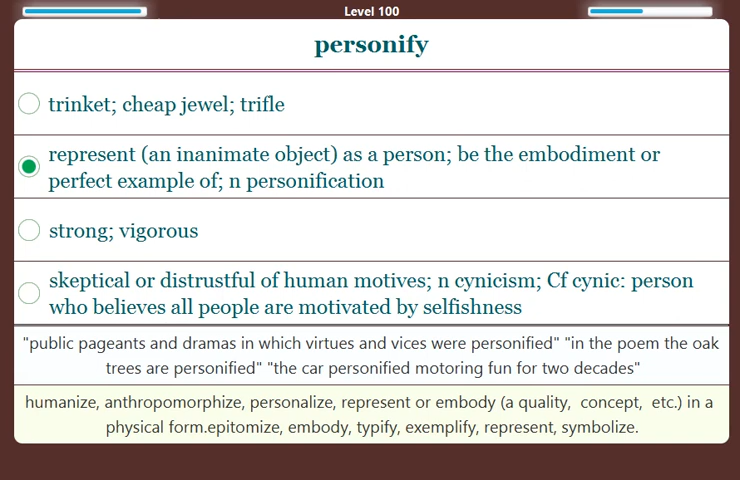 Level 100
personify
trinket; cheap jewel; trifle
represent (an inanimate object) as a person; be the embodiment or
perfect example of; n personification
strong; vigorous
skeptical or distrustful of human motives; n cynicism; Cf cynic: person
who believes all people are motivated by selfishness
"public pageants and dramas in which virtues and vices were personified" "in the poem the oak
trees are personified" "the car personified motoring fun for two decades"
humanize, anthropomorphize, personalize, represent or embody (a quality,  concept,  etc.) in a
physical form.epitomize, embody, typify, exemplify, represent, symbolize.